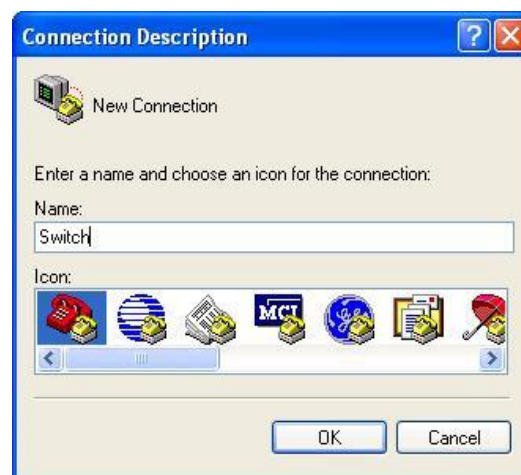 Connection Description
New Connection
Enter a name and choose an icon for the connection:
Name:
Switch
Icon:
MCI
OK
Cancel